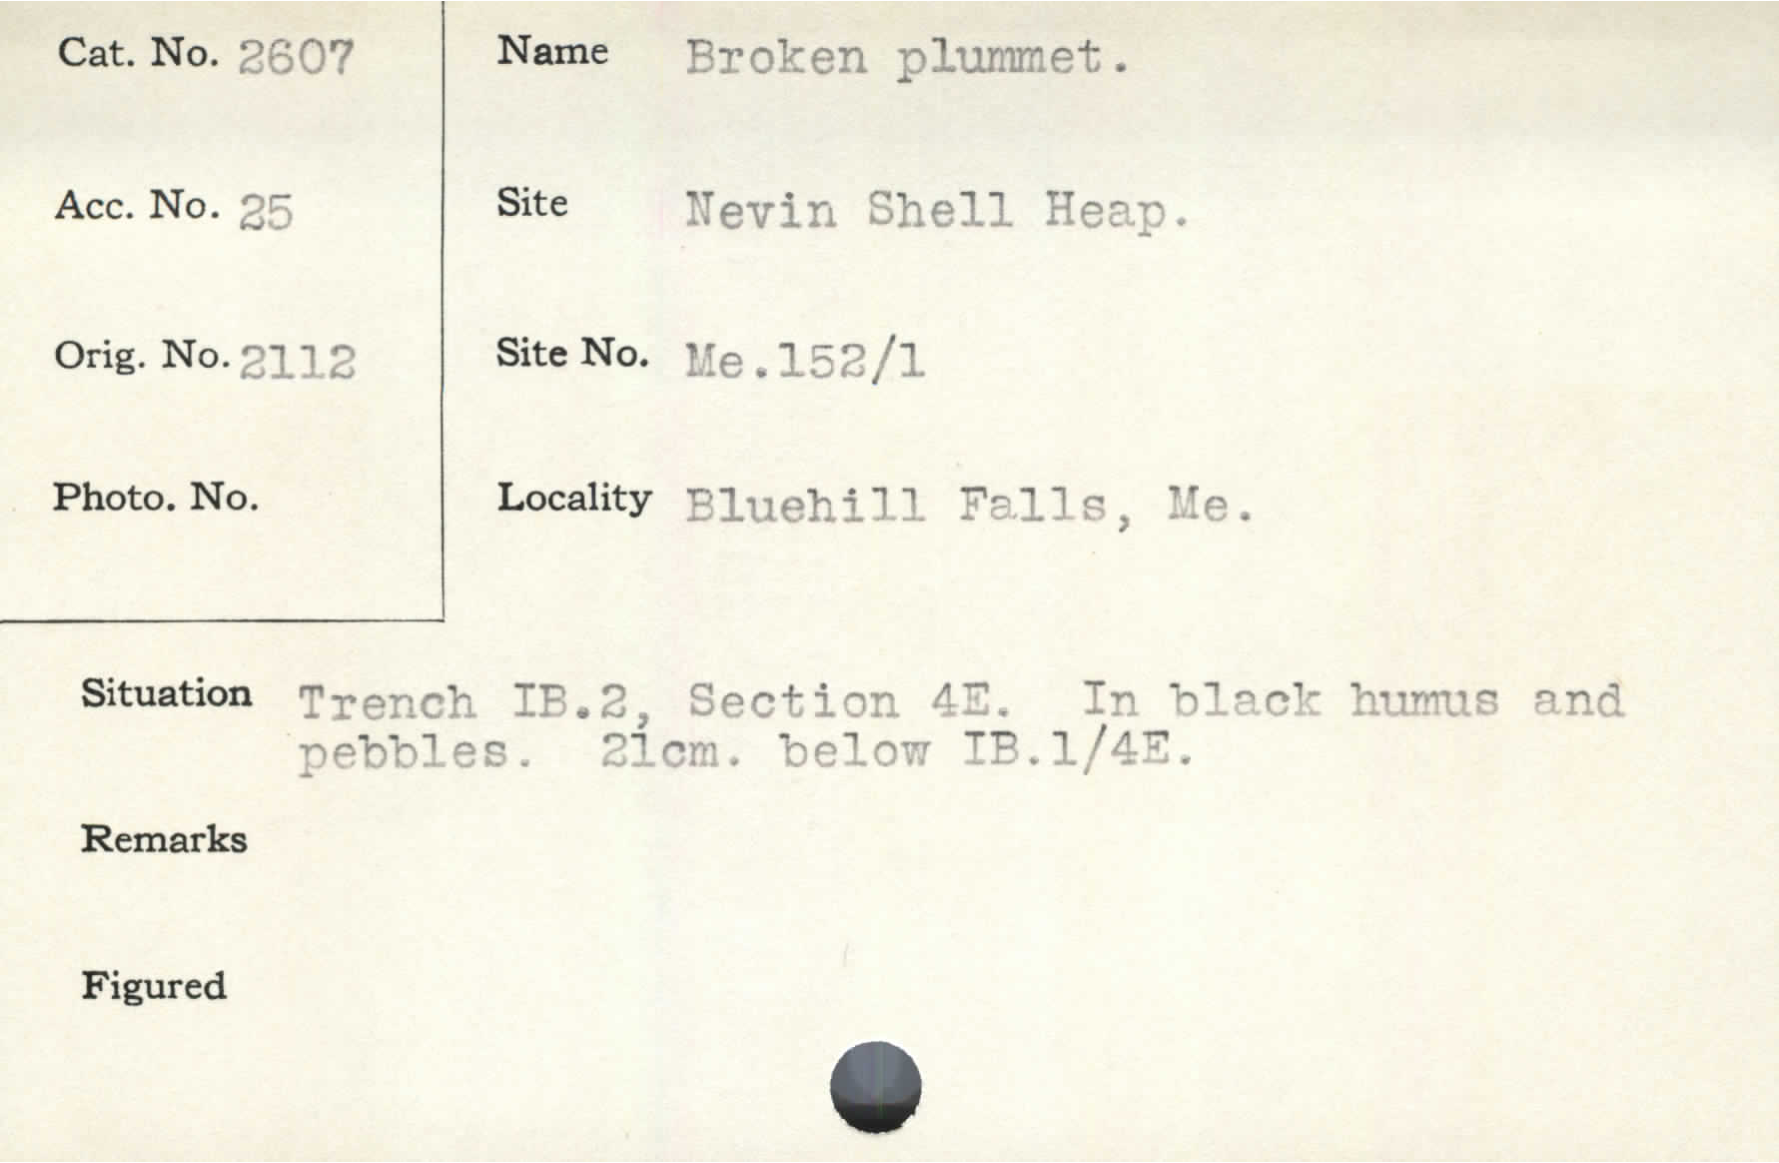 Cat. No. 2607
Name Broken plummet.
Acc. No. 25
Site Nevin Shell Heap.
Orig. No. 2112
Site No. Me.152/1
Photo. No.
Locality Bluehill Falls, Me.
Situation Trench IB.2, Section 4E. In black humus and
pebbles. 21cm. below IB.1/4E.
Remarks
Figured